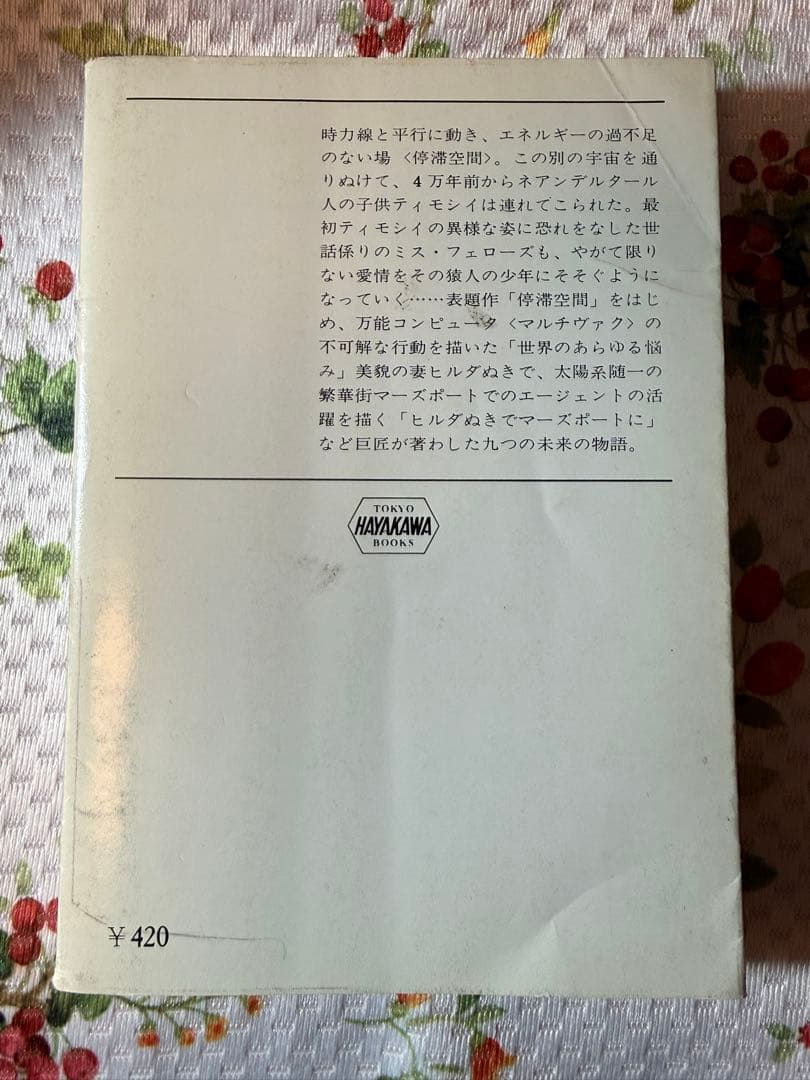 時力線と平行に動き、エネルギーの過不足
のない場〈停滞空間〉。この別の宇宙を通
りぬけて、4万年前からネアンデルタール
人の子供ティモシイは連れてこられた。最
初ティモシイの異様な姿に恐れをなした世
話係りのミス・フェローズも、やがて限り
ない愛情をその猿人の少年にそそぐように
なっていく……表題作「停滞空間」をはじ
め、万能コンピュータ〈マルチヴァク〉の
不可解な行動を描いた「世界のあらゆる悩
み」美貌の妻ヒルダぬきで、太陽系随一の
繁華街マーズポートでのエージェントの活
躍を描く「ヒルダぬきでマーズポートに」
など巨匠が著わした九つの未来の物語。
TOKYO
HAYAKAWA
BOOKS
￥420